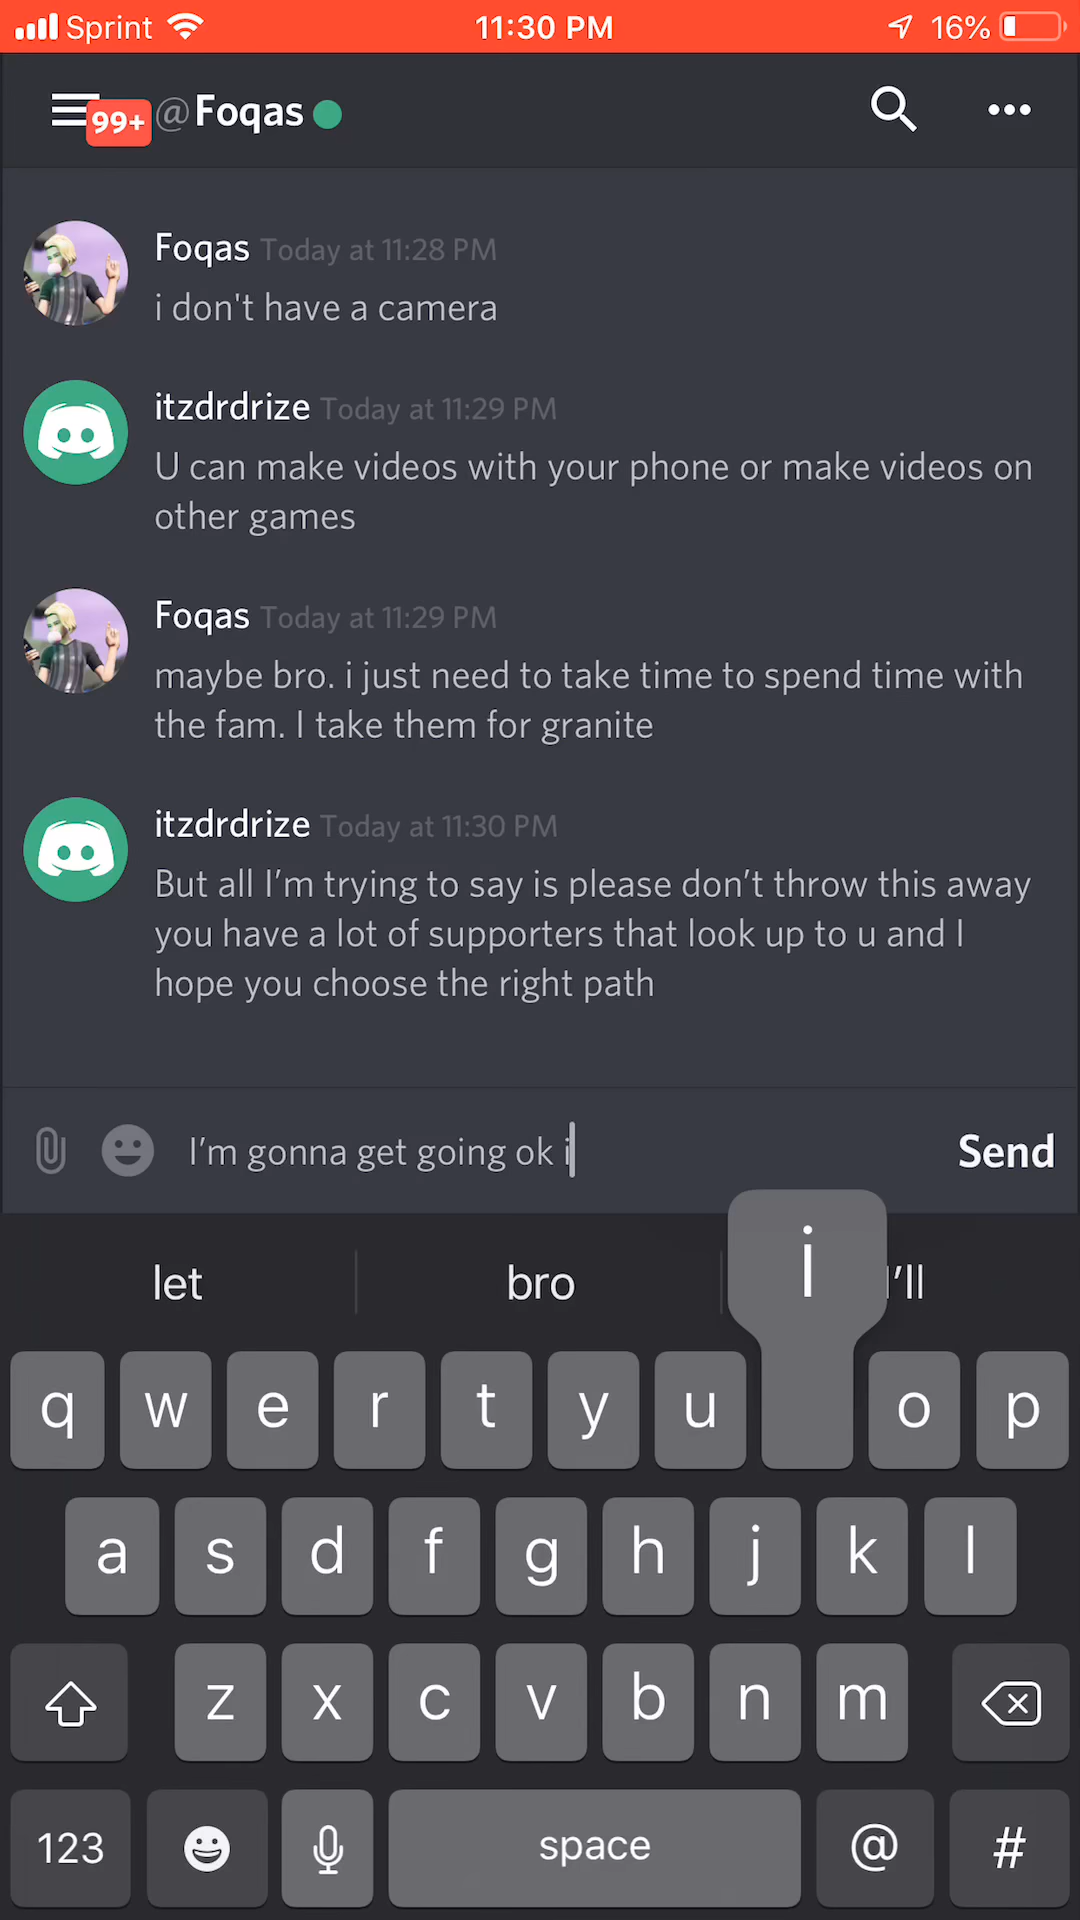 Sprint 11:30 PM 16%
99+ @Foqas
Foqas Today at 11:28 PM
i don't have a camera
itzdrdrize Today at 11:29 PM
U can make videos with your phone or make videos on
other games
Foqas Today at 11:29 PM
maybe bro. i just need to take time to spend time with
the fam. I take them for granite
itzdrdrize Today at 11:30 PM
But all I’m trying to say is please don’t throw this away
you have a lot of supporters that look up to u and I
hope you choose the right path
I’m gonna get going ok i Send
let bro i I’ll
q w e r t y u o p
a s d f g h j k l
z x c v b n m
123 space @ #